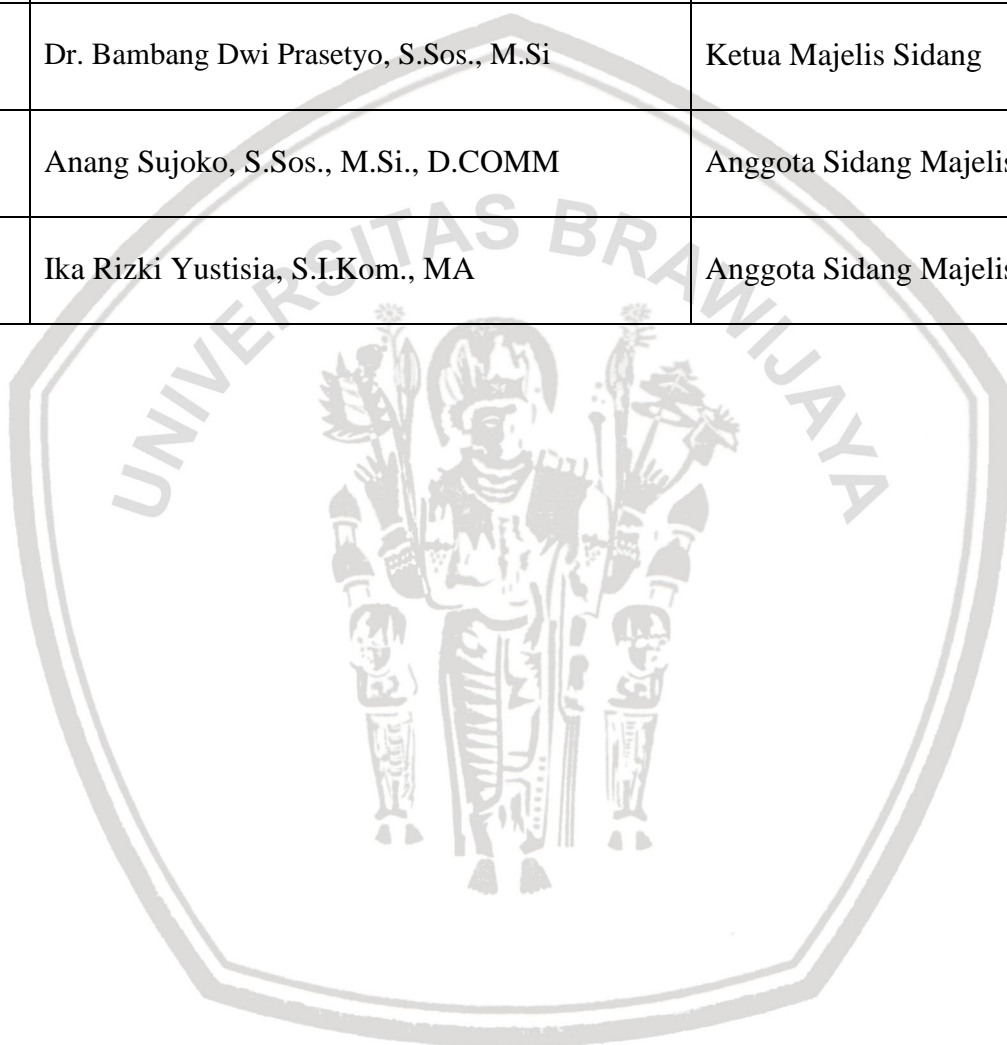 Dr. Bambang Dwi Prasetyo, S.Sos., M.Si
Ketua Majelis Sidang
Anang Sujoko, S.Sos., M.Si., D.COMM
Anggota Sidang Majelis
Ika Rizki Yustisia, S.I.Kom., MA
Anggota Sidang Majelis
UNIVERSITAS BRAWIJAYA